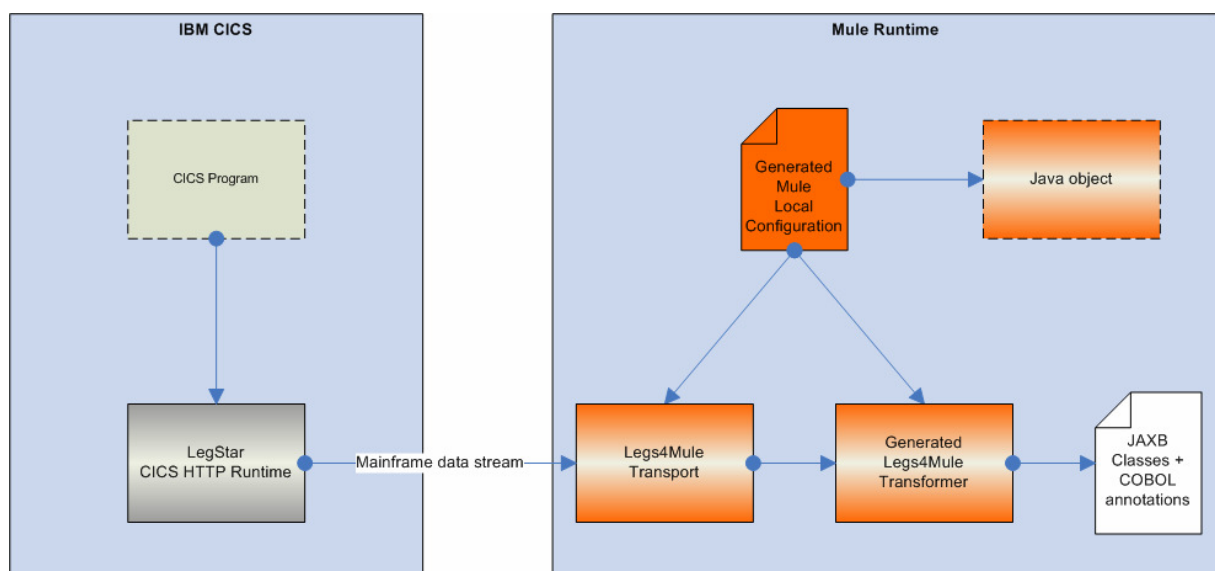 IBM CICS
Mule Runtime
CICS Program
Generated
Mule
Local
Configuration
Java object
LegStar
CICS HTTP Runtime
Mainframe data stream
Legs4Mule
Transport
Generated
Legs4Mule
Transformer
JAXB
Classes +
COBOL
annotations